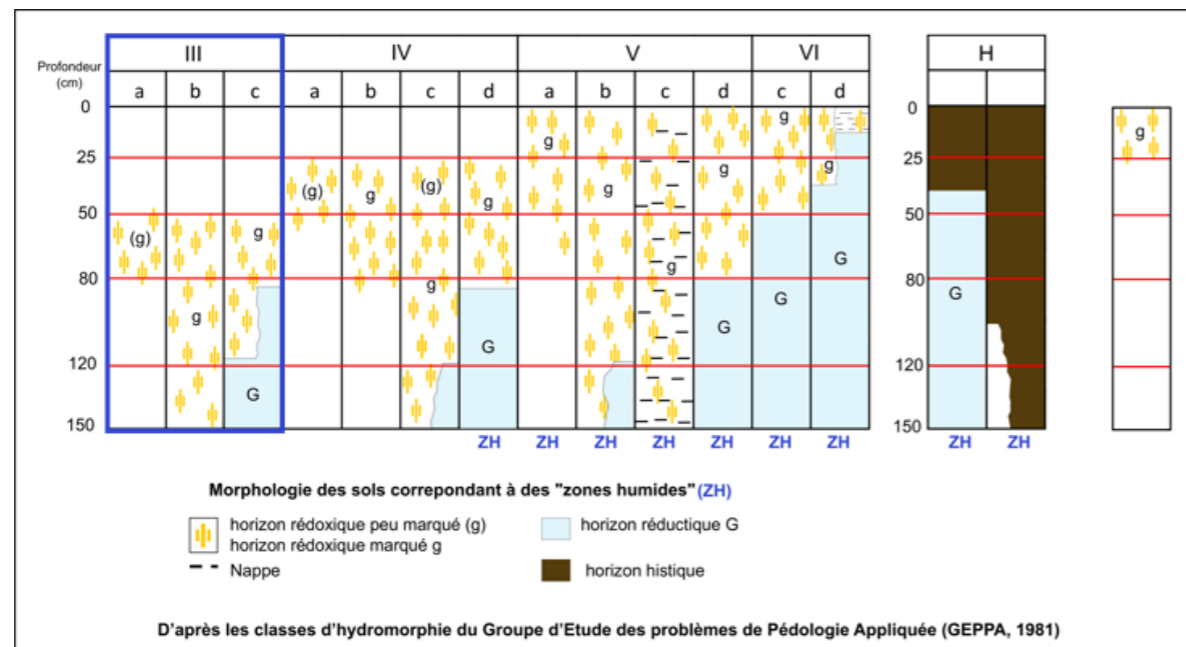 III IV V VI H
Profondeur
(cm)
a b c a b c d a b c d c d
0 0
g g g g
25 25
(g) g (g) g g g g
50 50
(g) g g G
80 80
g g G G G
g G
120 120
G
150 150
ZH ZH ZH ZH ZH ZH ZH ZH ZH
Morphologie des sols correpondant à des "zones humides" (ZH)
horizon rédoxique peu marqué (g)
horizon rédoxique marqué g
horizon réductique G
Nappe
horizon histique
D'après les classes d'hydromorphie du Groupe d'Etude des problèmes de Pédologie Appliquée (GEPPA, 1981)